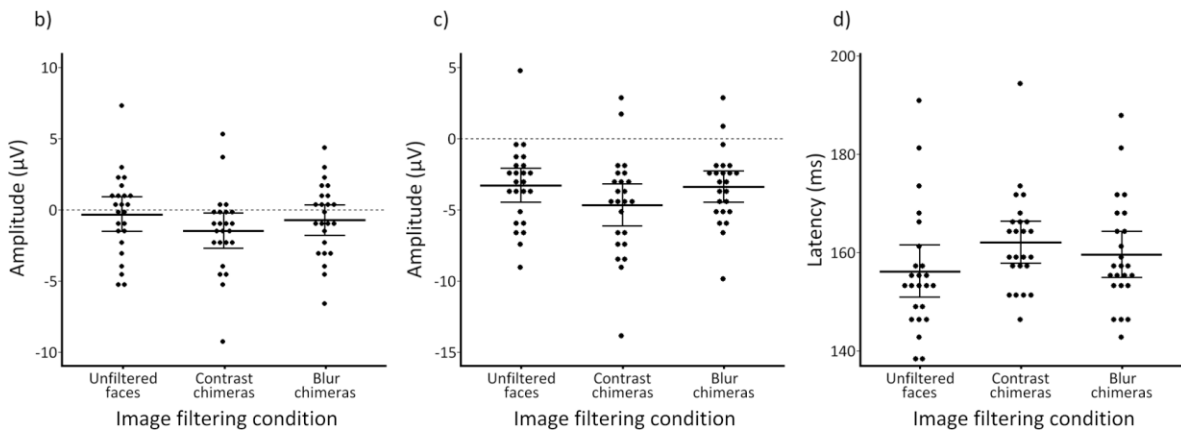 b)
10
5
0
-5
-10
Amplitude (µV)
Unfiltered
faces
Contrast
chimeras
Blur
chimeras
Image filtering condition
c)
5
0
-5
-10
-15
Amplitude (µV)
Unfiltered
faces
Contrast
chimeras
Blur
chimeras
Image filtering condition
d)
200
180
160
140
Latency (ms)
Unfiltered
faces
Contrast
chimeras
Blur
chimeras
Image filtering condition